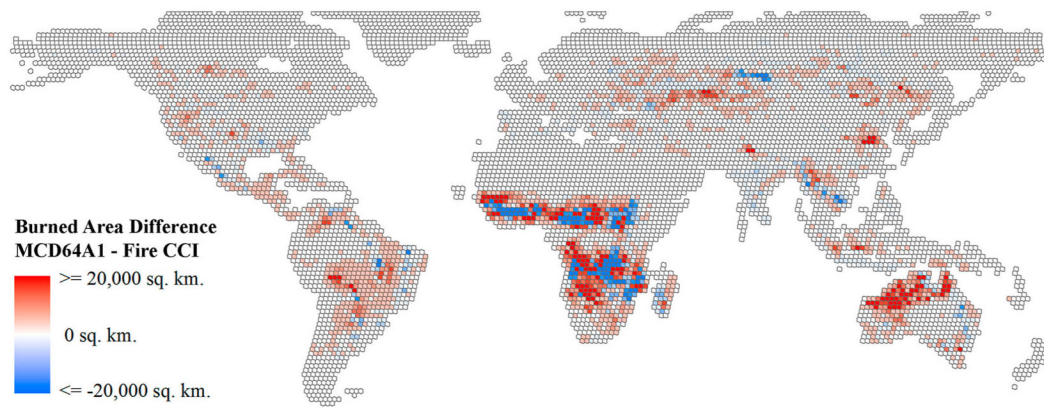 Burned Area Difference
MCD64A1 - Fire CCI
>= 20,000 sq. km.
0 sq. km.
<= -20,000 sq. km.